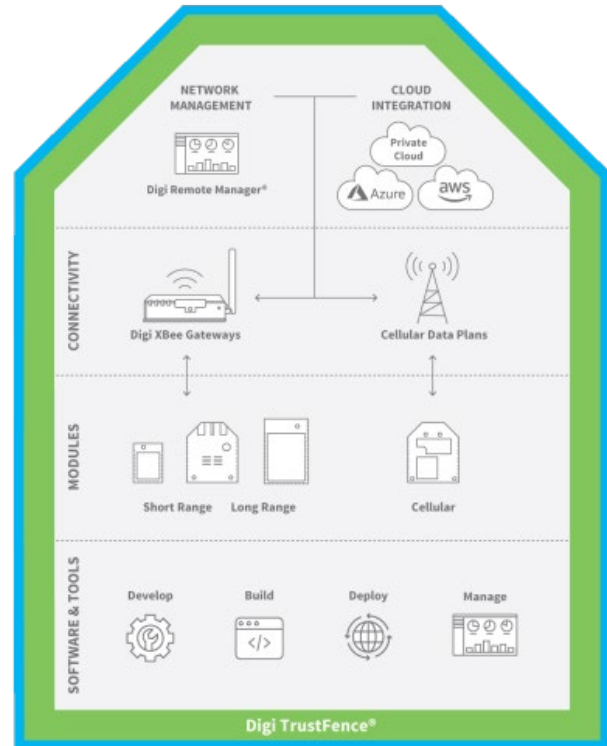 NETWORK
MANAGEMENT
CLOUD
INTEGRATION
Private
Cloud
Azure
aws
Digi Remote Manager®
CONNECTIVITY
Digi XBee Gateways
Cellular Data Plans
MODULES
Short Range
Long Range
Cellular
SOFTWARE & TOOLS
Develop
Build
Deploy
Manage
</>
Digi TrustFence®